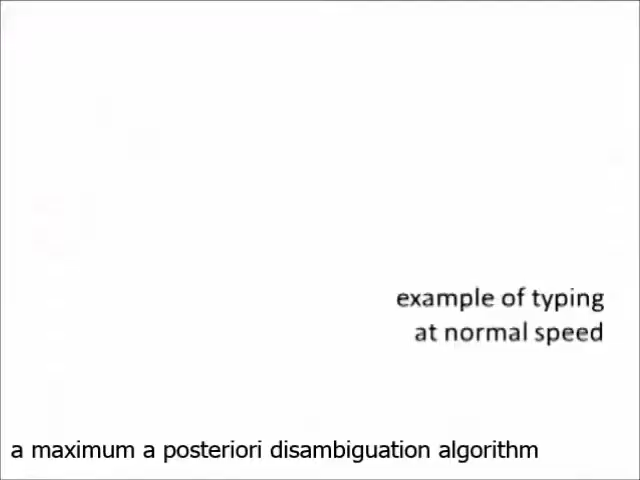 example of typing
at normal speed
a maximum a posteriori disambiguation algorithm